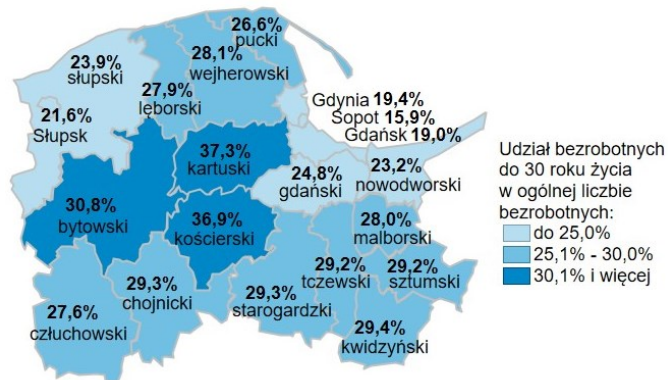 26,6%
pucki
28,1%
wejherowski
23,9%
słupski
27,9%
lęborski
21,6%
Słupsk
Gdynia 19,4%
Sopot 15,9%
Gdańsk 19,0%
37,3%
kartuski
24,8%
gdański
23,2%
nowodworski
30,8%
bytowski
36,9%
kościerski
28,0%
malborski
29,2%
tczewski
29,2%
sztumski
29,3%
chojnicki
29,3%
starogardzki
27,6%
człuchowski
29,4%
kwidzyński
Udział bezrobotnych
do 30 roku życia
w ogólnej liczbie
bezrobotnych:
do 25,0%
25,1% - 30,0%
30,1% i więcej